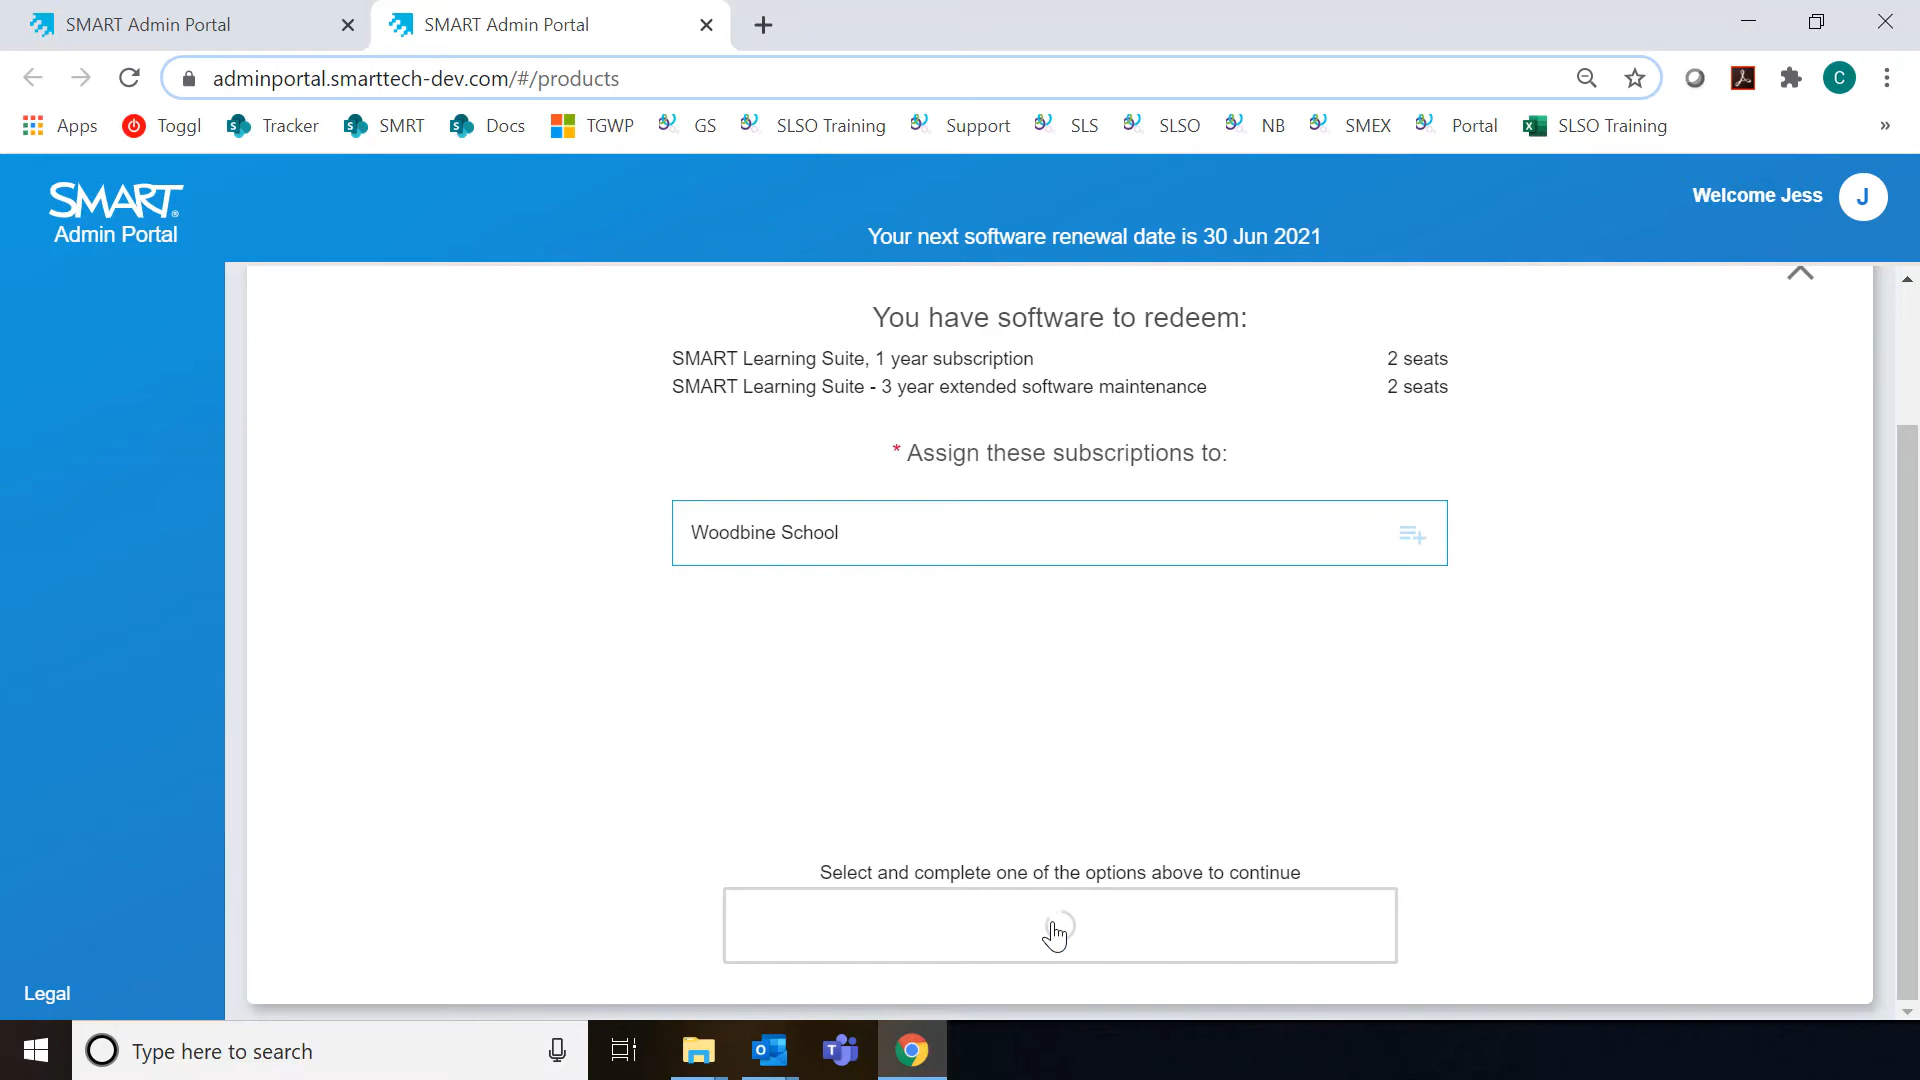 SMART Admin Portal
SMART Admin Portal
adminportal.smarttech-dev.com/#/products
C
Apps
Toggl
Tracker
SMRT
Docs
TGWP
GS
SLSO Training
Support
SLS
SLSO
NB
SMEX
Portal
SLSO Training
»
SMART
Admin Portal
Welcome Jess
J
Your next software renewal date is 30 Jun 2021
You have software to redeem:
SMART Learning Suite, 1 year subscription 2 seats
SMART Learning Suite - 3 year extended software maintenance 2 seats
* Assign these subscriptions to:
Woodbine School
Select and complete one of the options above to continue
Legal
Type here to search